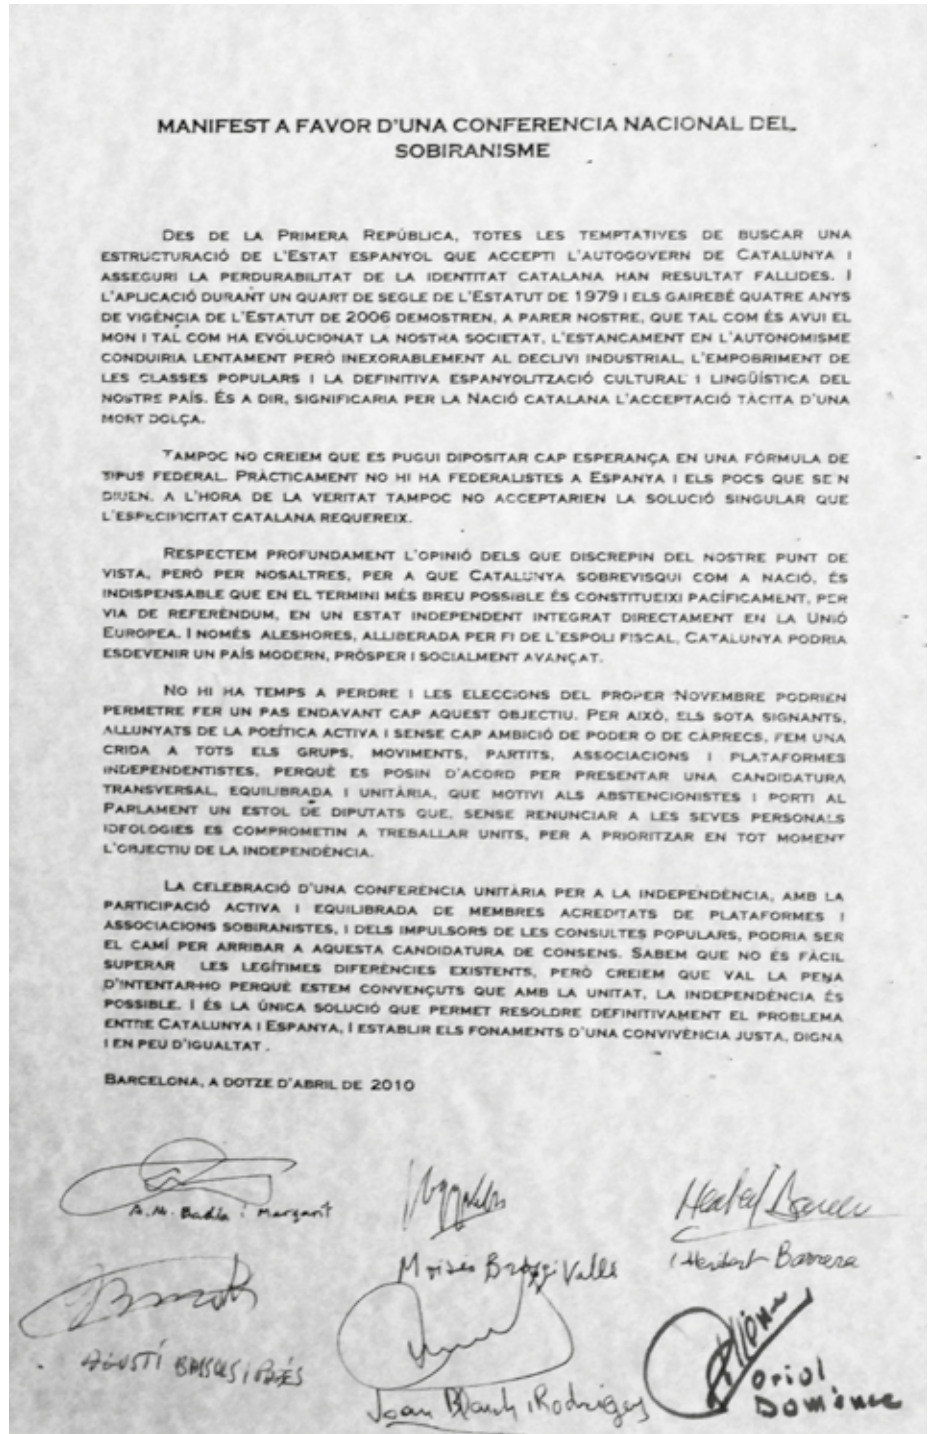 MANIFEST A FAVOR D'UNA CONFERENCIA NACIONAL DEL
SOBIRANISME
DES DE LA PRIMERA REPÚBLICA, TOTES LES TEMPTATIVES DE BUSCAR UNA
ESTRUCTURACIÓ DE L'ESTAT ESPANYOL QUE ACCEPTI L'AUTOGOVERN DE CATALUNYA I
ASSEGURI LA PERDURABILITAT DE LA IDENTITAT CATALANA HAN RESULTAT FALLIDES. I
L'APLICACIÓ DURANT UN QUART DE SEGLE DE L'ESTATUT DE 1979 I ELS GAIREBÉ QUATRE ANYS
DE VIGÈNCIA DE L'ESTATUT DE 2006 DEMOSTREN, A PARER NOSTRE, QUE TAL COM ÉS AVUI EL
MON I TAL COM HA EVOLUCIONAT LA NOSTRA SOCIETAT, L'ESTANCAMENT EN L'AUTONOMISME
CONDUIRIA LENTAMENT PERÒ INEXORABLEMENT AL DECLIVI INDUSTRIAL, L'EMPOBRIMENT DE
LES CLASSES POPULARS I LA DEFINITIVA ESPANYOLITZACIÓ CULTURAL I LINGÜÍSTICA DEL
NOSTRE PAÍS. ÉS A DIR, SIGNIFICARIA PER LA NACIÓ CATALANA L'ACCEPTACIÓ TÀCITA D'UNA
MORT DOLÇA.
TAMPOC NO CREIEM QUE ES PUGUI DIPOSITAR CAP ESPERANÇA EN UNA FÓRMULA DE
TIPUS FEDERAL. PRÀCTICAMENT NO HI HA FEDERALISTES A ESPANYA I ELS POCS QUE SE'N
DIUEN, A L'HORA DE LA VERITAT TAMPOC NO ACCEPTARIEN LA SOLUCIÓ SINGULAR QUE
L'ESPECIFICITAT CATALANA REQUEREIX.
RESPECTEM PROFUNDAMENT L'OPINIÓ DELS QUE DISCREPIN DEL NOSTRE PUNT DE
VISTA, PERÒ PER NOSALTRES, PER A QUE CATALUNYA SOBREVISQUI COM A NACIÓ, ÉS
INDISPENSABLE QUE EN EL TERMINI MÉS BREU POSSIBLE ÉS CONSTITUEIXI PACÍFICAMENT, PER
VIA DE REFERÈNDUM, EN UN ESTAT INDEPENDENT INTEGRAT DIRECTAMENT EN LA UNIÓ
EUROPEA. I NOMÉS ALESHORES, ALLIBERADA PER FI DE L'ESPOLI FISCAL, CATALUNYA PODRIA
ESDEVENIR UN PAÍS MODERN, PRÒSPER I SOCIALMENT AVANÇAT.
NO HI HA TEMPS A PERDRE I LES ELECCIONS DEL PROPER NOVEMBRE PODRIEN
PERMETRE FER UN PAS ENDAVANT CAP AQUEST OBJECTIU. PER AIXÒ, ELS SOTA SIGNANTS,
ALLUNYATS DE LA POLÍTICA ACTIVA I SENSE CAP AMBICIÓ DE PODER O DE CÀRRECS, FEM UNA
CRIDA A TOTS ELS GRUPS, MOVIMENTS, PARTITS, ASSOCIACIONS I PLATAFORMES
INDEPENDENTISTES, PERQUÈ ES POSIN D'ACORD PER PRESENTAR UNA CANDIDATURA
TRANSVERSAL, EQUILIBRADA I UNITÀRIA, QUE MOTIVI ALS ABSTENCIONISTES I PORTI AL
PARLAMENT UN ESTOL DE DIPUTATS QUE, SENSE RENUNCIAR A LES SEVES PERSONALS
IDEOLOGIES ES COMPROMETIN A TREBALLAR UNITS, PER A PRIORITZAR EN TOT MOMENT
L'OBJECTIU DE LA INDEPENDÈNCIA.
LA CELEBRACIÓ D'UNA CONFERÈNCIA UNITÀRIA PER A LA INDEPENDÈNCIA, AMB LA
PARTICIPACIÓ ACTIVA I EQUILIBRADA DE MEMBRES ACREDITATS DE PLATAFORMES I
ASSOCIACIONS SOBIRANISTES, I DELS IMPULSORS DE LES CONSULTES POPULARS, PODRIA SER
EL CAMÍ PER ARRIBAR A AQUESTA CANDIDATURA DE CONSENS. SABEM QUE NO ÉS FÀCIL
SUPERAR LES LEGÍTIMES DIFERÈNCIES EXISTENTS, PERÒ CREIEM QUE VAL LA PENA
D'INTENTAR-HO PERQUÈ ESTEM CONVENÇUTS QUE AMB LA UNITAT, LA INDEPENDÈNCIA ÉS
POSSIBLE. I ÉS LA ÚNICA SOLUCIÓ QUE PERMET RESOLDRE DEFINITIVAMENT EL PROBLEMA
ENTRE CATALUNYA I ESPANYA, I ESTABLIR ELS FONAMENTS D'UNA CONVIVÈNCIA JUSTA, DIGNA
I EN PEU D'IGUALTAT .
BARCELONA, A DOTZE D'ABRIL DE 2010
A.M. Badia i Margarit
Moisès Broggi Vallès
Heribert Barrera
AGUSTÍ BASSOLS I PARÉS
Joan Blanch i Rodríguez
Oriol
Domènec